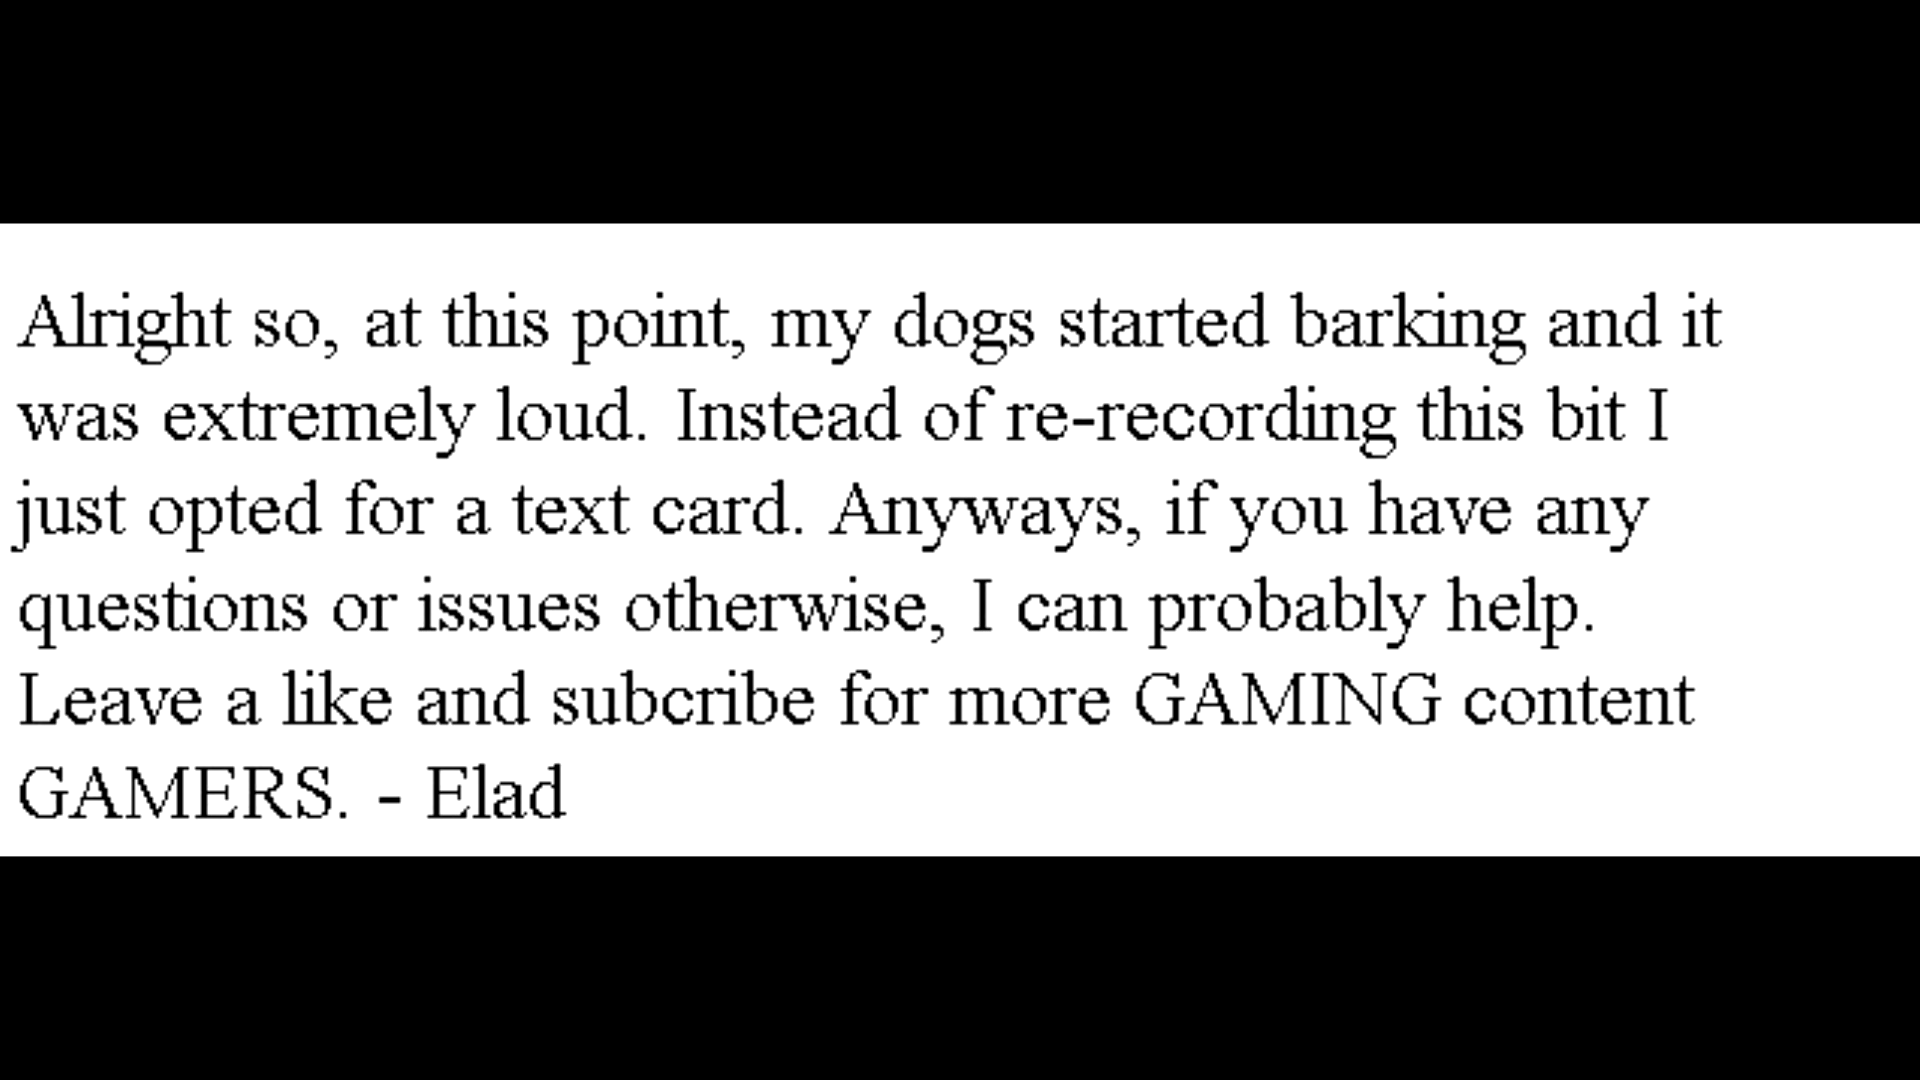 Alright so, at this point, my dogs started barking and it
was extremely loud. Instead of re-recording this bit I
just opted for a text card. Anyways, if you have any
questions or issues otherwise, I can probably help.
Leave a like and subcribe for more GAMING content
GAMERS. - Elad